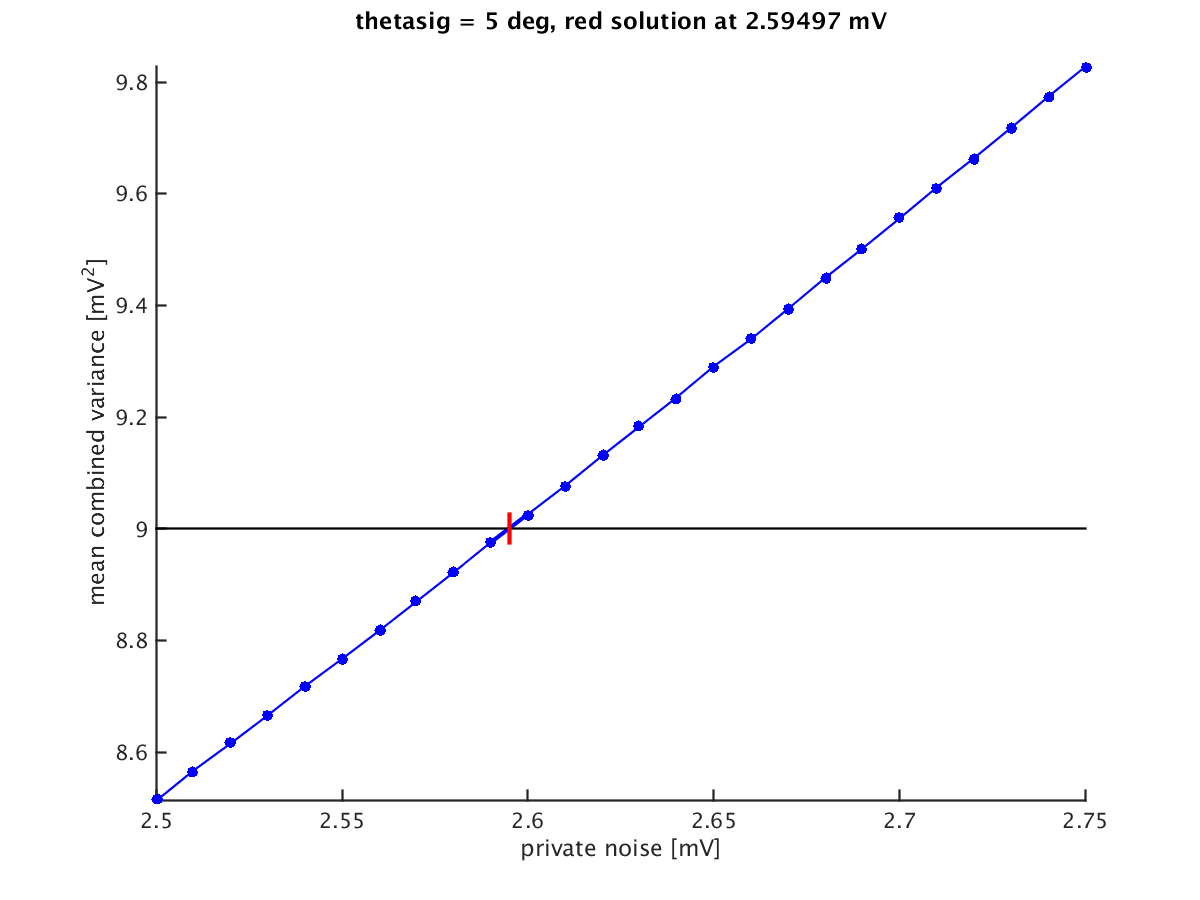 thetasig = 5 deg, red solution at 2.59497 mV
mean combined variance [mV²]
9.8
9.6
9.4
9.2
9
8.8
8.6
2.5 2.55 2.6 2.65 2.7 2.75
private noise [mV]